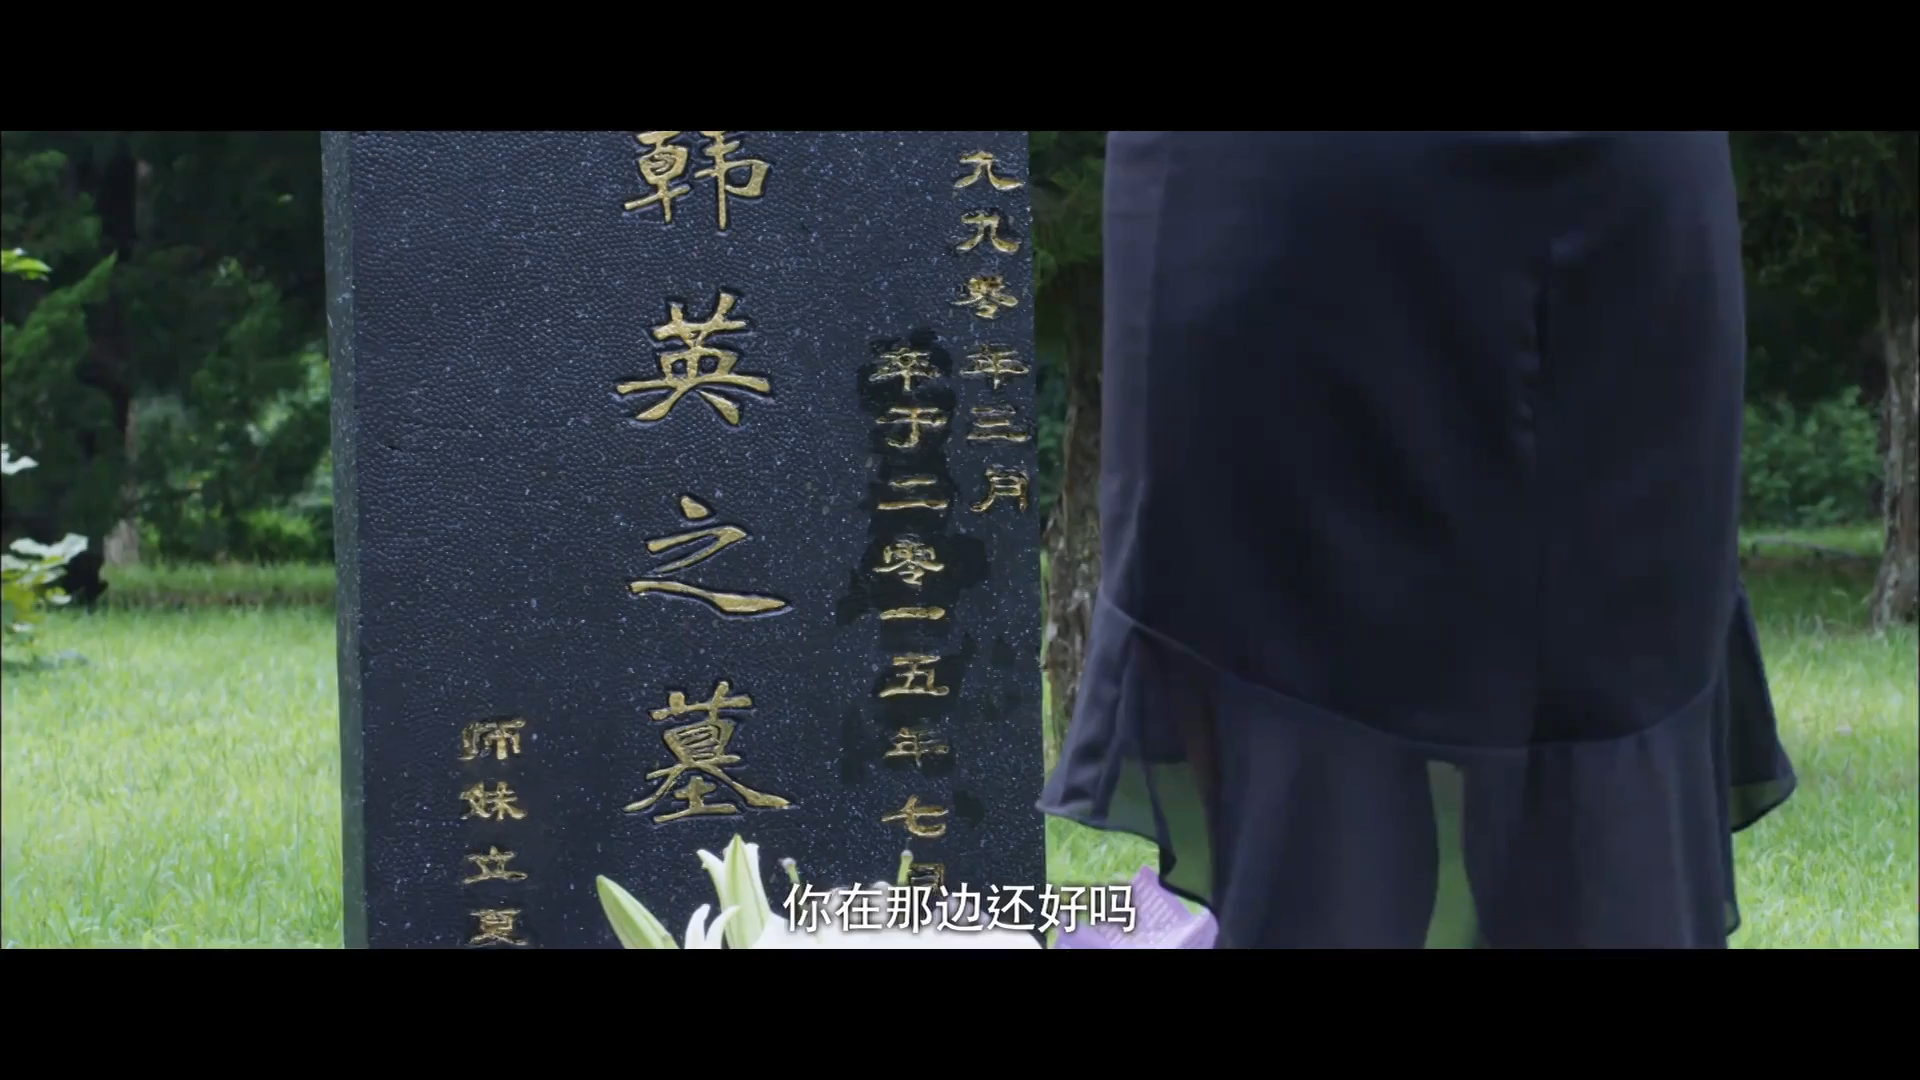 九九零年三月
卒于二零一五年七月
韩英之墓
师妹立夏
你在那边还好吗